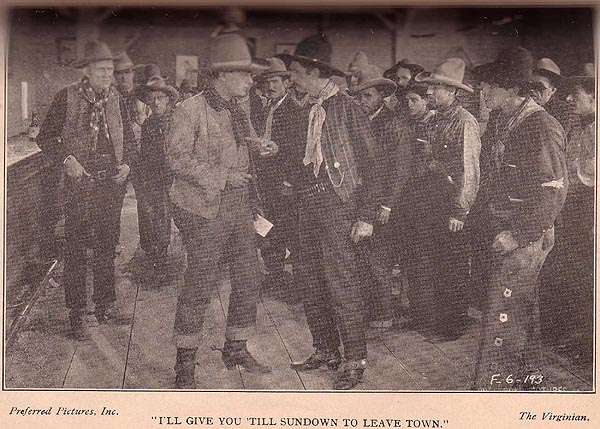 F-6-193
Preferred Pictures, Inc.
The Virginian.
"I'LL GIVE YOU 'TILL SUNDOWN TO LEAVE TOWN."